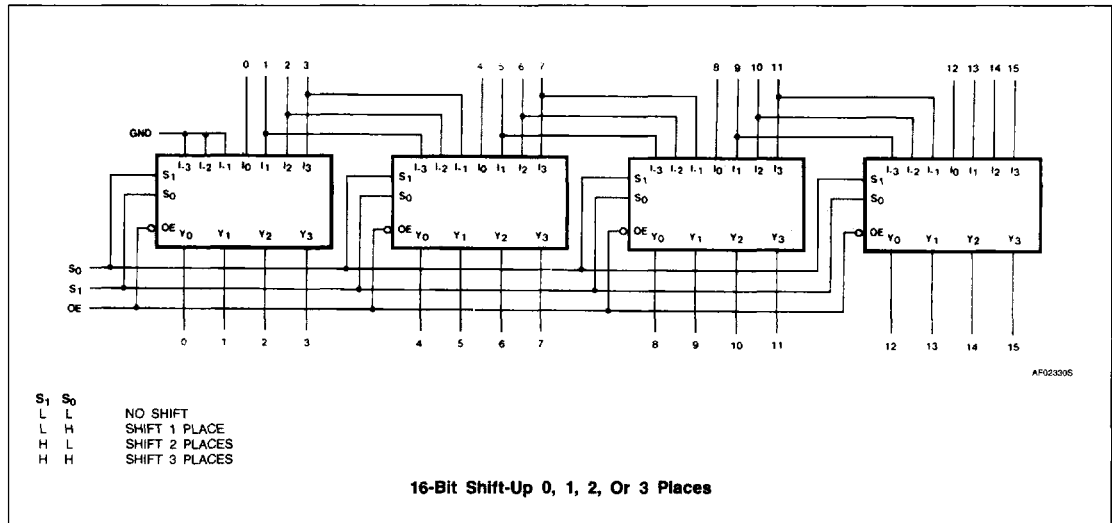 0 1 2 3 4 5 6 7 8 9 10 11 12 13 14 15
GND
I-3 I-2 I-1 I0 I1 I2 I3 I-3 I-2 I-1 I0 I1 I2 I3 I-3 I-2 I-1 I0 I1 I2 I3 I-3 I-2 I-1 I0 I1 I2 I3
S1 S1 S1 S1
S0 S0 S0 S0
OE OE OE OE
Y0 Y1 Y2 Y3 Y0 Y1 Y2 Y3 Y0 Y1 Y2 Y3 Y0 Y1 Y2 Y3
S0
S1
OE
0 1 2 3 4 5 6 7 8 9 10 11 12 13 14 15
AF02330S
S1 S0
L L NO SHIFT
L H SHIFT 1 PLACE
H L SHIFT 2 PLACES
H H SHIFT 3 PLACES
16-Bit Shift-Up 0, 1, 2, Or 3 Places